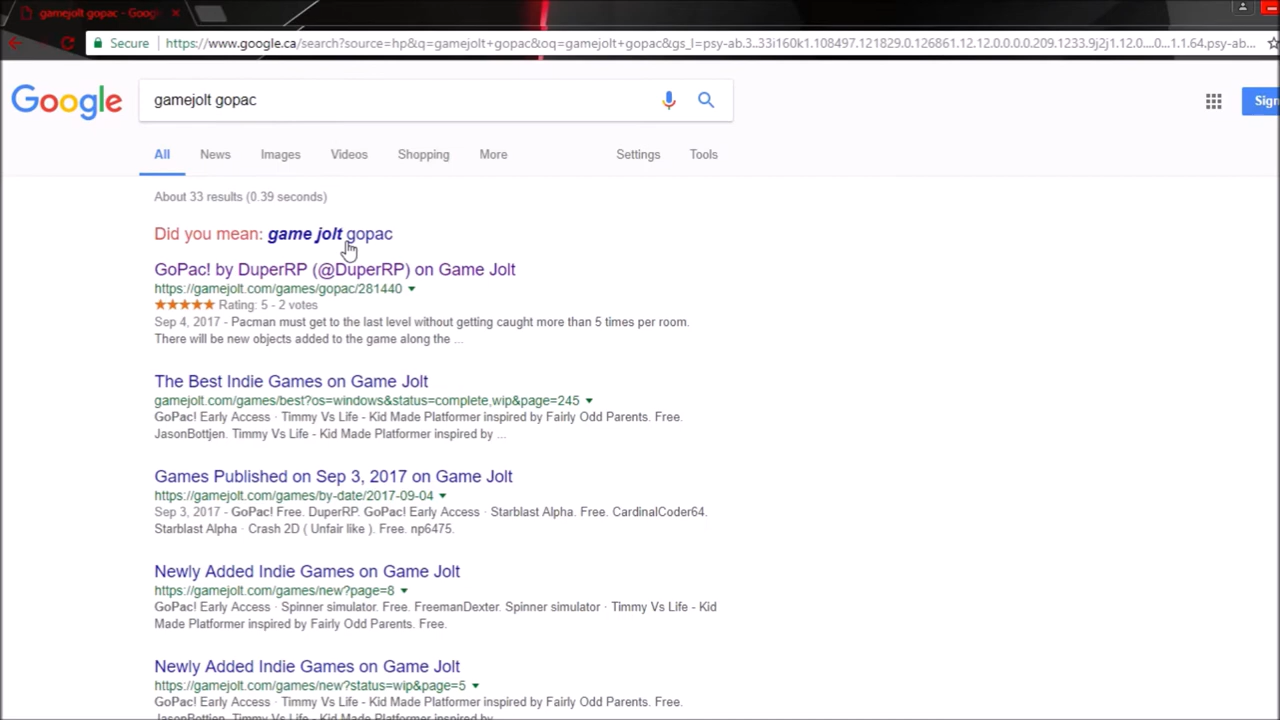 gamejolt gopac - Goog
Secure https://www.google.ca/search?source=hp&q=gamejolt+gopac&oq=gamejolt+gopac&gs_l=psy-ab.3..33i160k1.108497.121829.0.126861.12.12.0.0.0.0.209.1233.9j2j1.12.0....0...1.1.64.psy-ab...
Google gamejolt gopac Sign
All News Images Videos Shopping More Settings Tools
About 33 results (0.39 seconds)
Did you mean: game jolt gopac
GoPac! by DuperRP (@DuperRP) on Game Jolt
https://gamejolt.com/games/gopac/281440
Rating: 5 - 2 votes
Sep 4, 2017 - Pacman must get to the last level without getting caught more than 5 times per room.
There will be new objects added to the game along the ...
The Best Indie Games on Game Jolt
gamejolt.com/games/best?os=windows&status=complete,wip&page=245
GoPac! Early Access · Timmy Vs Life - Kid Made Platformer inspired by Fairly Odd Parents. Free.
JasonBottjen. Timmy Vs Life - Kid Made Platformer inspired by ...
Games Published on Sep 3, 2017 on Game Jolt
https://gamejolt.com/games/by-date/2017-09-04
Sep 3, 2017 - GoPac! Free. DuperRP. GoPac! Early Access · Starblast Alpha. Free. CardinalCoder64.
Starblast Alpha · Crash 2D ( Unfair like ). Free. np6475.
Newly Added Indie Games on Game Jolt
https://gamejolt.com/games/new?page=8
GoPac! Early Access · Spinner simulator. Free. FreemanDexter. Spinner simulator · Timmy Vs Life - Kid
Made Platformer inspired by Fairly Odd Parents. Free.
Newly Added Indie Games on Game Jolt
https://gamejolt.com/games/new?status=wip&page=5
GoPac! Early Access · Timmy Vs Life - Kid Made Platformer inspired by Fairly Odd Parents. Free.
JasonBottjen. Timmy Vs Life - Kid Made Platformer inspired by ...